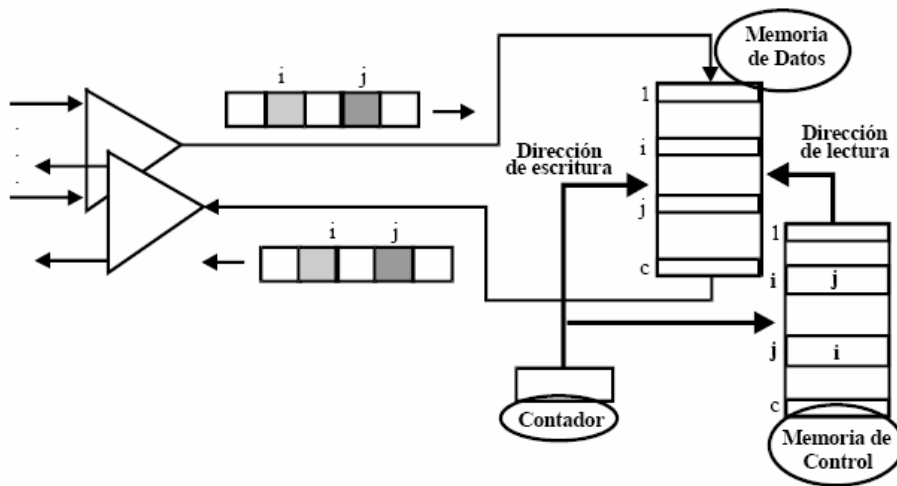 Memoria
de Datos
i j
1
Dirección
de escritura
i
Dirección
de lectura
j
i j
c
1
i j
j i
c
Contador
Memoria de
Control